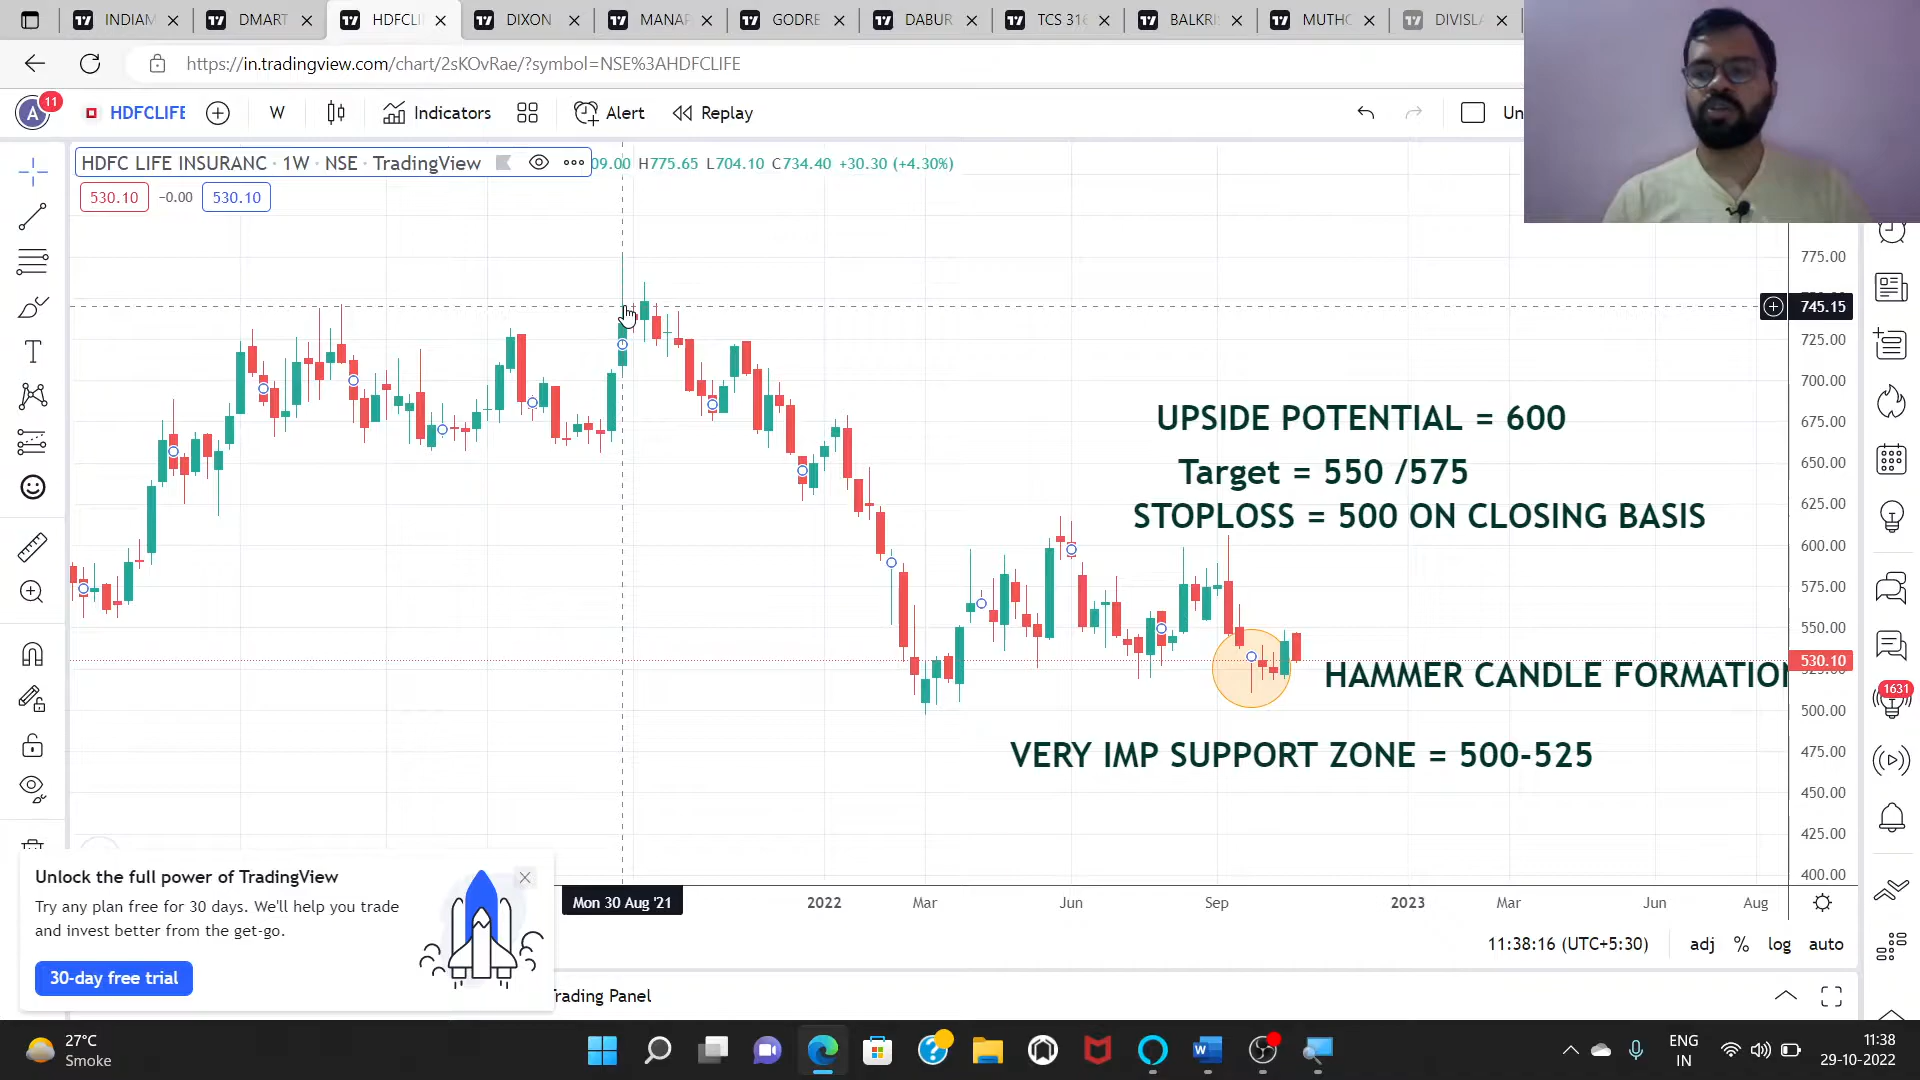 INDIAM
DMART
HDFCLI
DIXON
MANAP
GODRE
DABUR
TCS 316
BALKRI
MUTHO
DIVISLA
https://in.tradingview.com/chart/2sKOvRae/?symbol=NSE%3AHDFCLIFE
A 11 HDFCLIFE W Indicators Alert Replay Un
HDFC LIFE INSURANC · 1W · NSE · TradingView 09.00 H775.65 L704.10 C734.40 +30.30 (+4.30%)
530.10 −0.00 530.10
775.00
745.15
725.00
700.00
675.00
650.00
625.00
600.00
575.00
550.00
530.10
500.00
475.00
450.00
425.00
400.00
UPSIDE POTENTIAL = 600
Target = 550 /575
STOPLOSS = 500 ON CLOSING BASIS
HAMMER CANDLE FORMATION
VERY IMP SUPPORT ZONE = 500-525
1631
Mon 30 Aug '21 2022 Mar Jun Sep 2023 Mar Jun Aug
Unlock the full power of TradingView
Try any plan free for 30 days. We'll help you trade
and invest better from the get-go.
30-day free trial
11:38:16 (UTC+5:30) adj % log auto
Trading Panel
27°C
Smoke
ENG
IN
11:38
29-10-2022